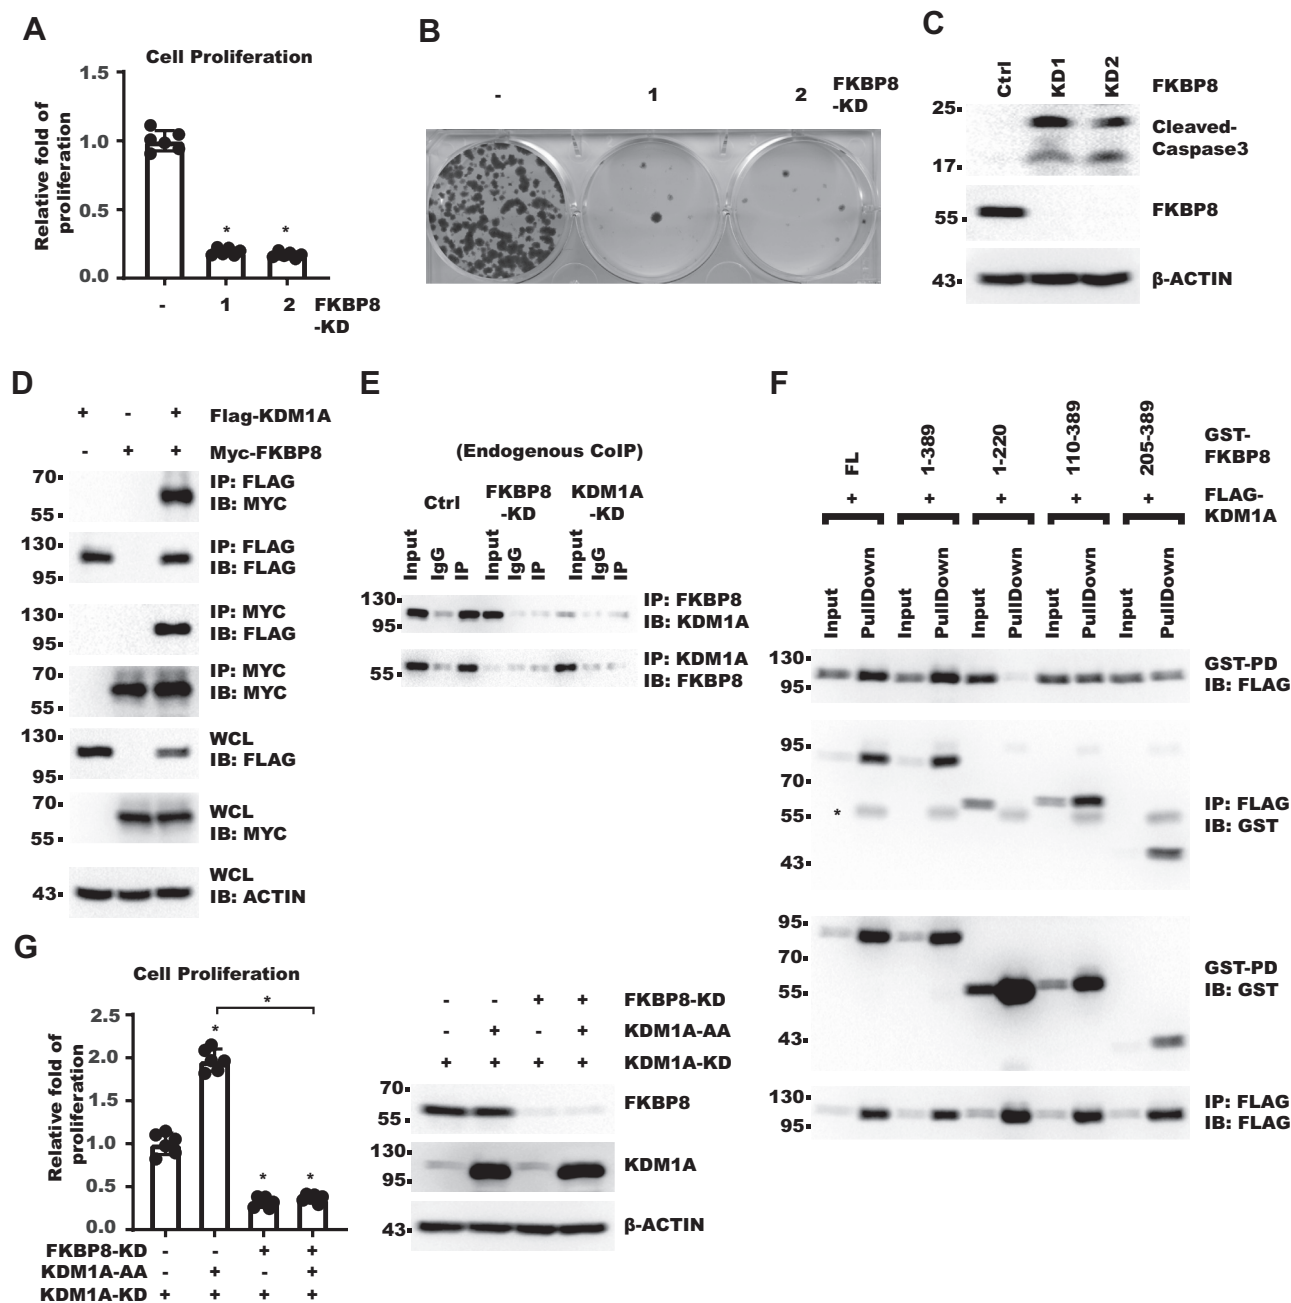 A
Cell Proliferation
Relative fold of
proliferation
1.5
1.0
0.5
0.0
*
*
-
1
2
FKBP8
-KD
B
-
1
2
FKBP8
-KD
C
Ctrl
KD1
KD2
FKBP8
25
17
Cleaved-
Caspase3
55
FKBP8
43
β-ACTIN
D
+ - + Flag-KDM1A
- + + Myc-FKBP8
70
55
IP: FLAG
IB: MYC
130
95
IP: FLAG
IB: FLAG
130
95
IP: MYC
IB: FLAG
70
55
IP: MYC
IB: MYC
130
95
WCL
IB: FLAG
70
55
WCL
IB: MYC
43
WCL
IB: ACTIN
E
(Endogenous CoIP)
Ctrl
FKBP8
-KD
KDM1A
-KD
Input IgG IP Input IgG IP Input IgG IP
130
95
IP: FKBP8
IB: KDM1A
55
IP: KDM1A
IB: FKBP8
F
FL
1-389
1-220
110-389
205-389
GST-
FKBP8
+ + + + +
FLAG-
KDM1A
Input PullDown Input PullDown Input PullDown Input PullDown Input PullDown
130
95
GST-PD
IB: FLAG
95
70
55
43
*
IP: FLAG
IB: GST
95
70
55
43
GST-PD
IB: GST
130
95
IP: FLAG
IB: FLAG
G
Cell Proliferation
Relative fold of
proliferation
2.5
2.0
1.5
1.0
0.5
0.0
*
*
*
*
FKBP8-KD - - + +
KDM1A-AA - + - +
KDM1A-KD + + + +
- - + + FKBP8-KD
- + - + KDM1A-AA
+ + + + KDM1A-KD
70
55
FKBP8
130
95
KDM1A
43
β-ACTIN